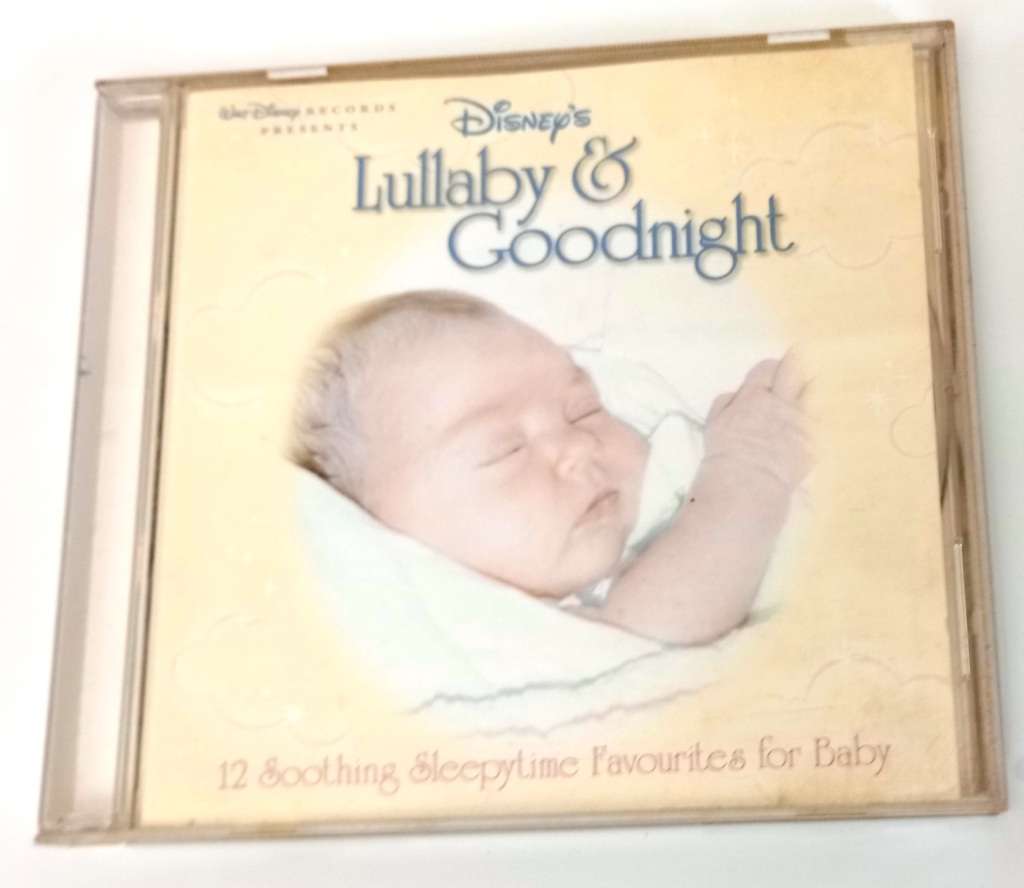 Walt Disney RECORDS
PRESENTS
DISNEY'S
Lullaby &
Goodnight
12 Soothing Sleepytime Favourites for Baby